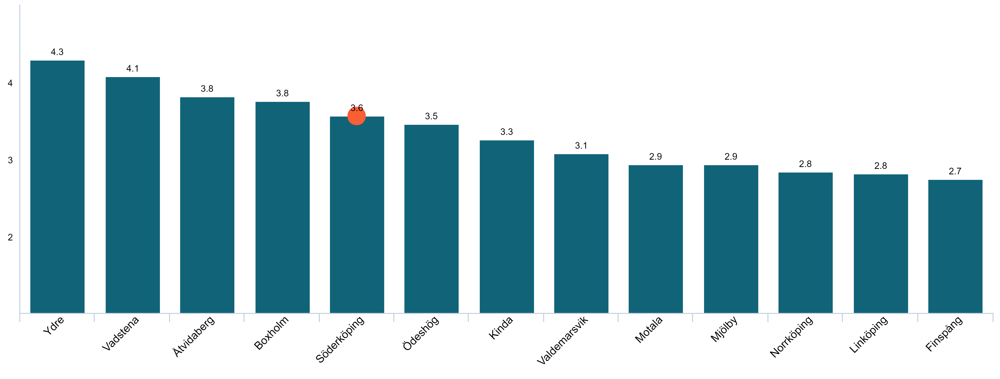 4.3
4.1
3.8
3.8
3.6
3.5
3.3
3.1
2.9
2.9
2.8
2.8
2.7
4
3
2
Ydre
Vadstena
Åtvidaberg
Boxholm
Söderköping
Ödeshög
Kinda
Valdemarsvik
Motala
Mjölby
Norrköping
Linköping
Finspång